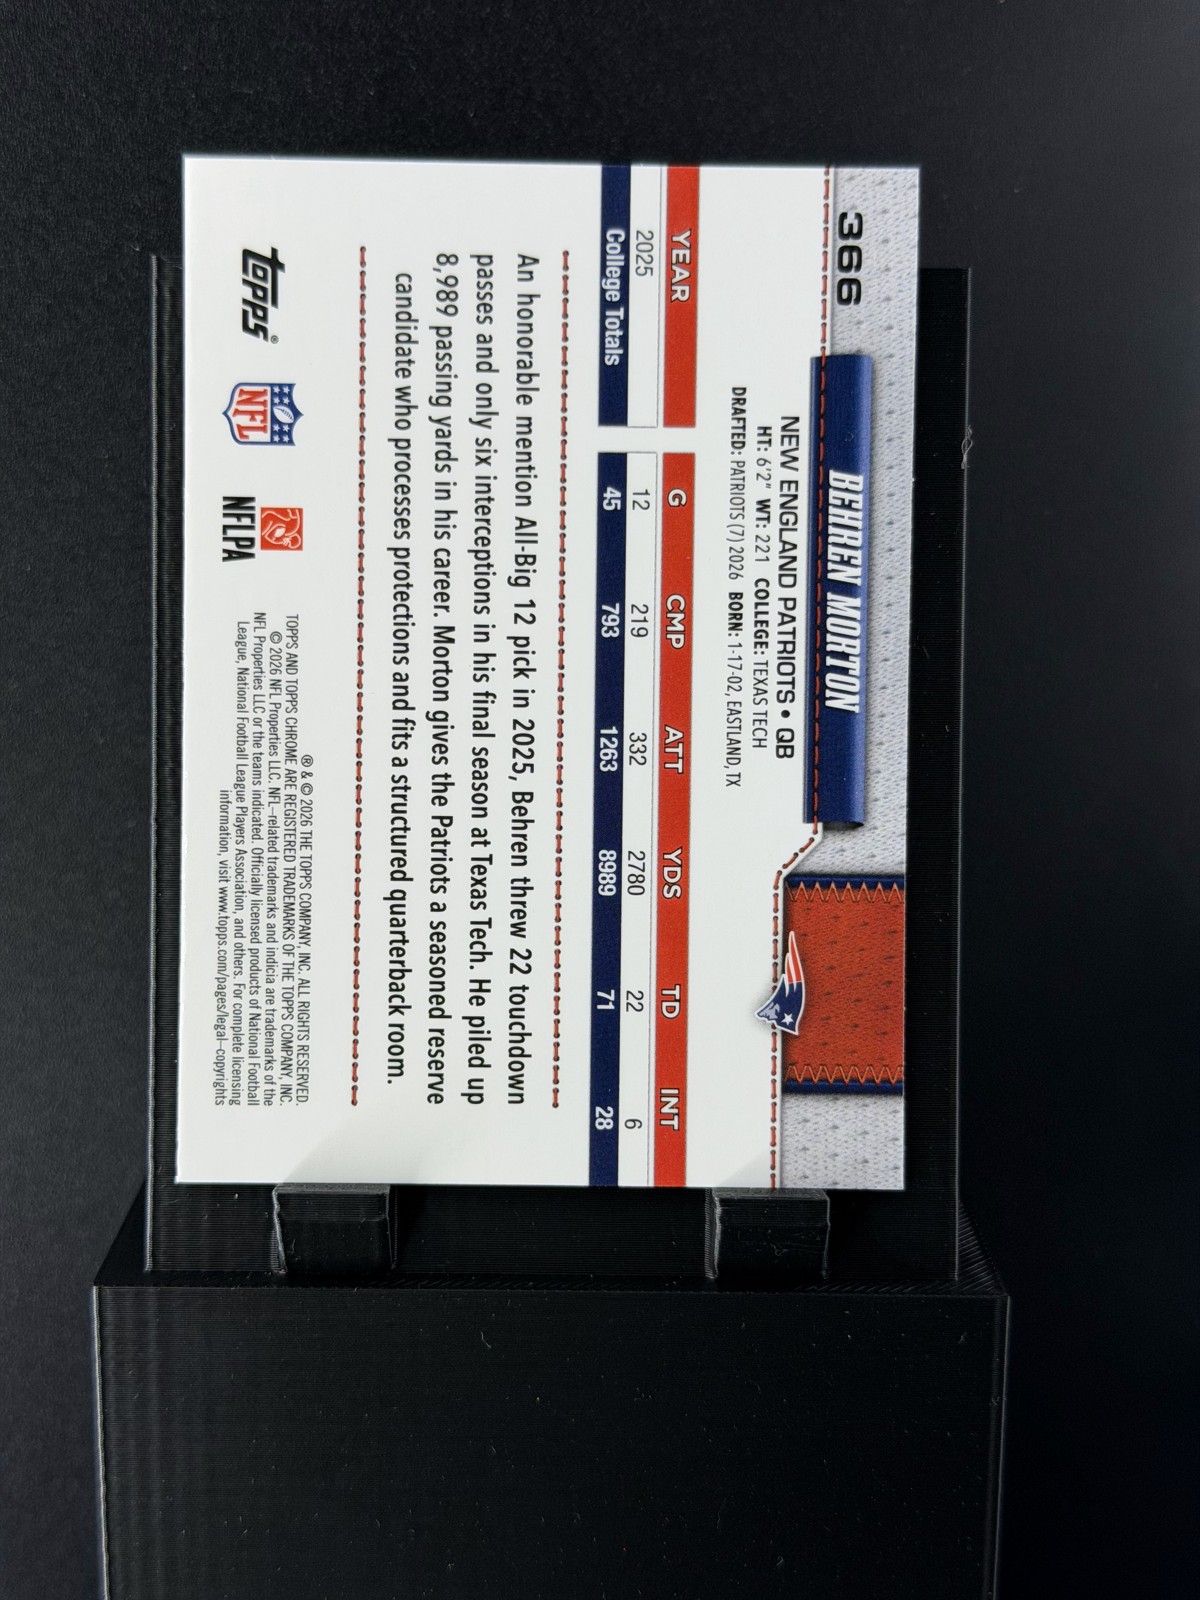 366
BEHREN MORTON
NEW ENGLAND PATRIOTS • QB
HT: 6'2" WT: 221 COLLEGE: TEXAS TECH
DRAFTED: PATRIOTS (7) 2026 BORN: 1-17-02, EASTLAND, TX
YEAR G CMP ATT YDS TD INT
2025 12 219 332 2780 22 6
College Totals 45 793 1263 8989 71 28
An honorable mention All-Big 12 pick in 2025, Behren threw 22 touchdown
passes and only six interceptions in his final season at Texas Tech. He piled up
8,989 passing yards in his career. Morton gives the Patriots a seasoned reserve
candidate who processes protections and fits a structured quarterback room.
topps®
NFL
NFLPA
® & © 2026 THE TOPPS COMPANY, INC. ALL RIGHTS RESERVED.
TOPPS AND TOPPS CHROME ARE REGISTERED TRADEMARKS OF THE TOPPS COMPANY, INC.
© 2026 NFL Properties LLC. NFL-related trademarks and indicia are trademarks of the
NFL Properties LLC or the teams indicated. Officially licensed products of National Football
League, National Football League Players Association, and others. For complete licensing
information, visit www.topps.com/pages/legal-copyrights